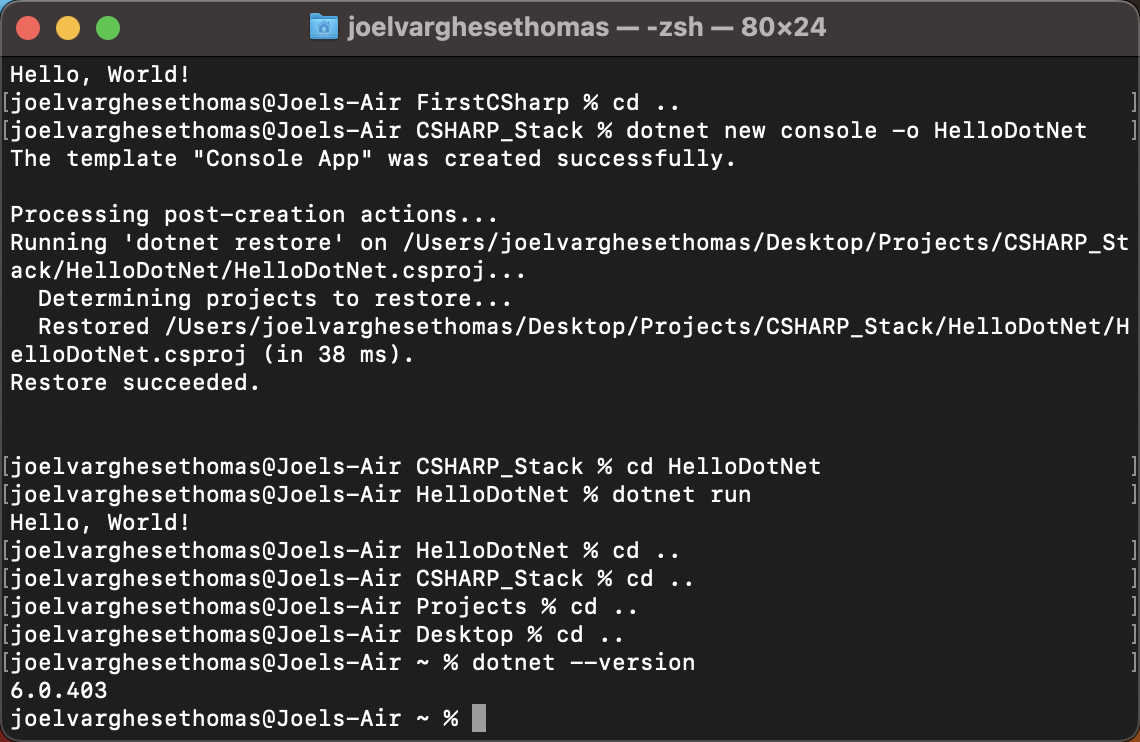 joelvarghesethomas — -zsh — 80×24
Hello, World!
[joelvarghesethomas@Joels-Air FirstCSharp % cd ..                                ]
[joelvarghesethomas@Joels-Air CSHARP_Stack % dotnet new console -o HelloDotNet   ]
The template "Console App" was created successfully.

Processing post-creation actions...
Running 'dotnet restore' on /Users/joelvarghesethomas/Desktop/Projects/CSHARP_St
ack/HelloDotNet/HelloDotNet.csproj...
  Determining projects to restore...
  Restored /Users/joelvarghesethomas/Desktop/Projects/CSHARP_Stack/HelloDotNet/H
elloDotNet.csproj (in 38 ms).
Restore succeeded.

[joelvarghesethomas@Joels-Air CSHARP_Stack % cd HelloDotNet                      ]
[joelvarghesethomas@Joels-Air HelloDotNet % dotnet run                           ]
Hello, World!
[joelvarghesethomas@Joels-Air HelloDotNet % cd ..                                ]
[joelvarghesethomas@Joels-Air CSHARP_Stack % cd ..                               ]
[joelvarghesethomas@Joels-Air Projects % cd ..                                   ]
[joelvarghesethomas@Joels-Air Desktop % cd ..                                    ]
[joelvarghesethomas@Joels-Air ~ % dotnet --version                               ]
6.0.403
joelvarghesethomas@Joels-Air ~ %